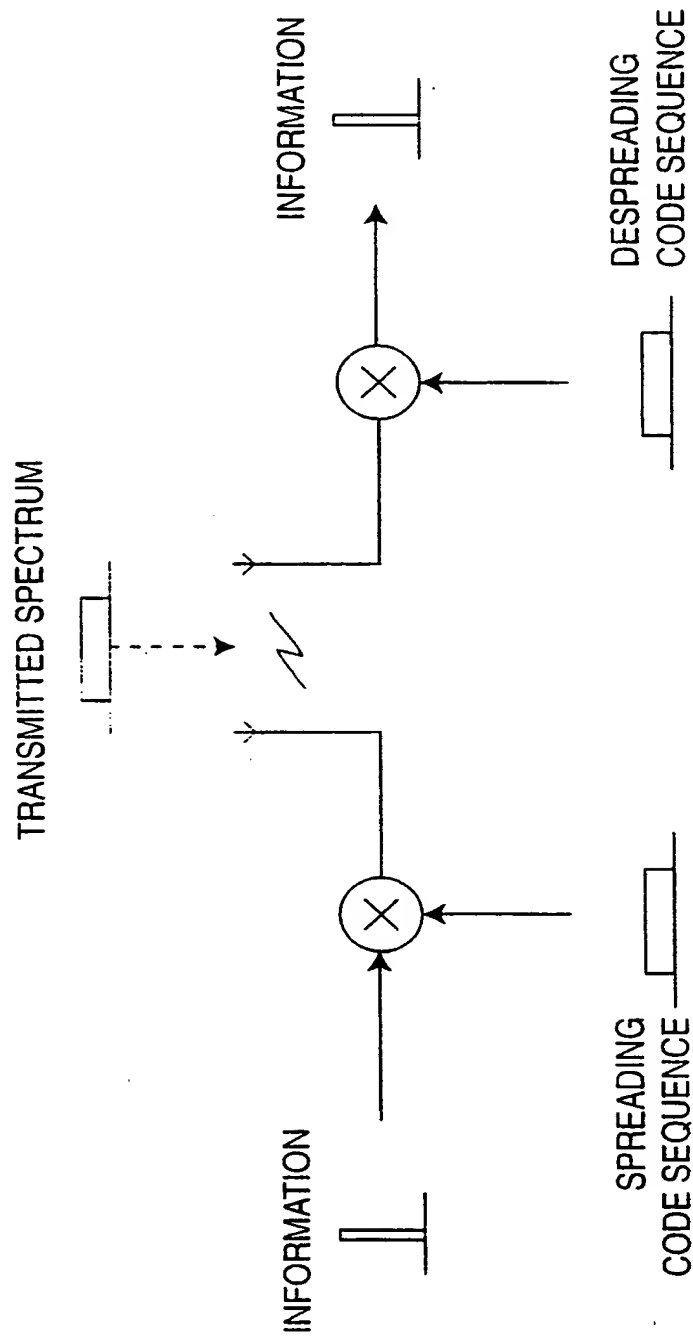 TRANSMITTED SPECTRUM
INFORMATION
INFORMATION
SPREADING
CODE SEQUENCE
DESPREADING
CODE SEQUENCE